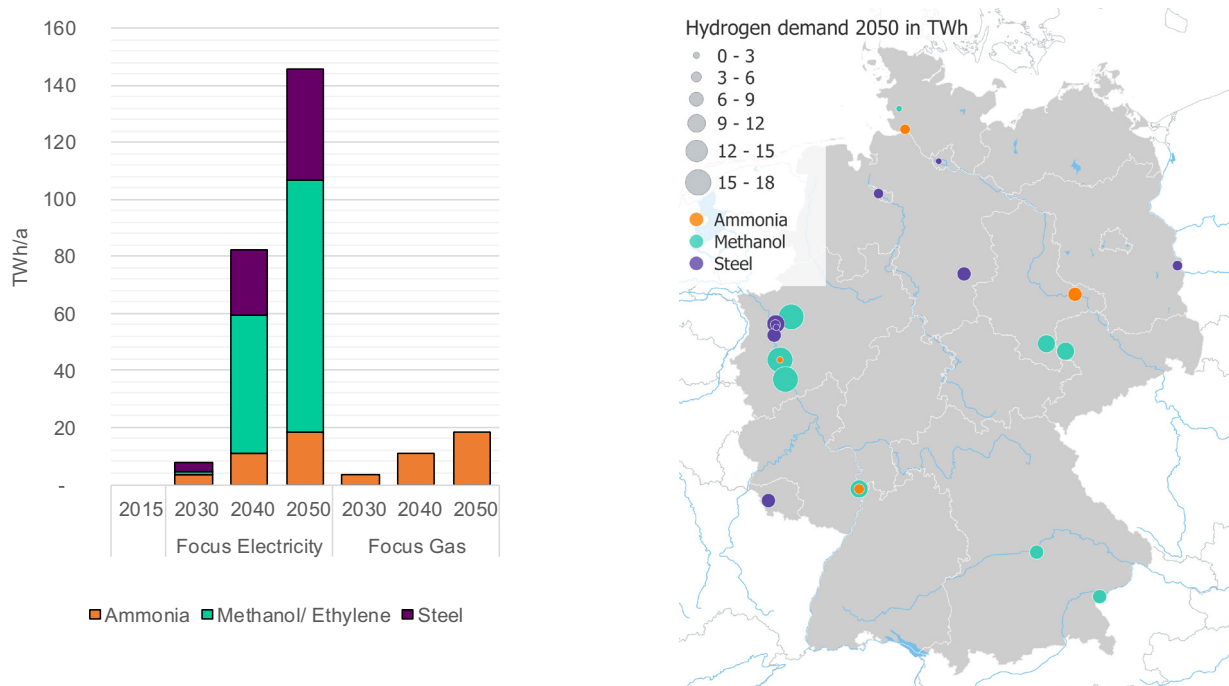 160
140
120
100
80
60
40
20
-
TWh/a
2015 2030 2040 2050 2030 2040 2050
Focus Electricity Focus Gas
Ammonia Methanol/ Ethylene Steel
Hydrogen demand 2050 in TWh
0 - 3
3 - 6
6 - 9
9 - 12
12 - 15
15 - 18
Ammonia
Methanol
Steel